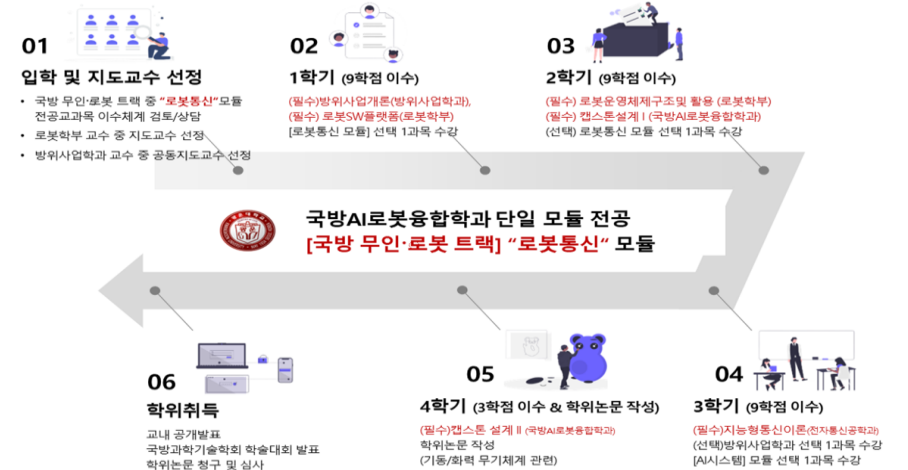 01
입학 및 지도교수 선정
• 국방 무인·로봇 트랙 중 “로봇통신”모듈
전공교과목 이수체계 검토/상담
• 로봇학부 교수 중 지도교수 선정
• 방위사업학과 교수 중 공동지도교수 선정
02
1학기 (9학점 이수)
(필수)방위사업개론(방위사업학과),
(필수) 로봇SW플랫폼(로봇학부)
[로봇통신 모듈] 선택 1과목 수강
03
2학기 (9학점 이수)
(필수) 로봇운영체제구조및 활용 (로봇학부)
(필수) 캡스톤설계 I (국방AI로봇융합학과)
(선택) 로봇통신 모듈 선택 1과목 수강
국방AI로봇융합학과 단일 모듈 전공
[국방 무인·로봇 트랙] “로봇통신“ 모듈
04
3학기 (9학점 이수)
(필수)지능형통신이론(전자통신공학과)
(선택)방위사업학과 선택 1과목 수강
[AI시스템] 모듈 선택 1과목 수강
05
4학기 (3학점 이수 & 학위논문 작성)
(필수)캡스톤 설계 II (국방AI로봇융합학과)
학위논문 작성
(기동/화력 무기체계 관련)
06
학위취득
교내 공개발표
국방과학기술학회 학술대회 발표
학위논문 청구 및 심사